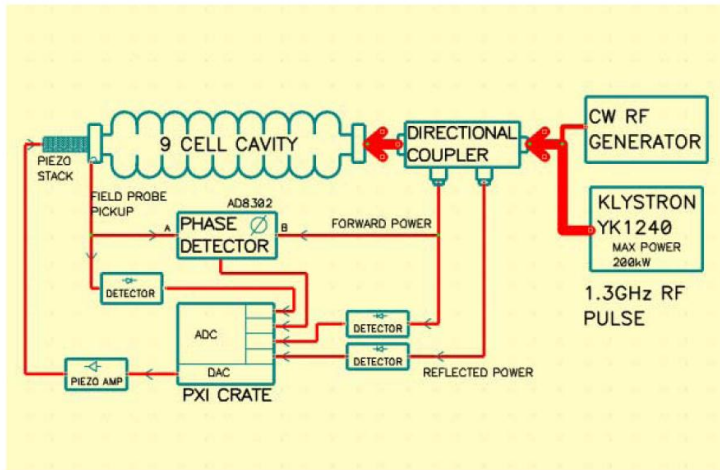 CW RF
GENERATOR
9 CELL CAVITY
DIRECTIONAL
COUPLER
PIEZO
STACK
KLYSTRON
YK1240
MAX POWER
200kW
FIELD PROBE
PICKUP
AD8302
PHASE
DETECTOR
A
B
FORWARD POWER
1.3GHz RF
PULSE
DETECTOR
ADC
DETECTOR
DETECTOR
REFLECTED POWER
DAC
PIEZO AMP
PXI CRATE